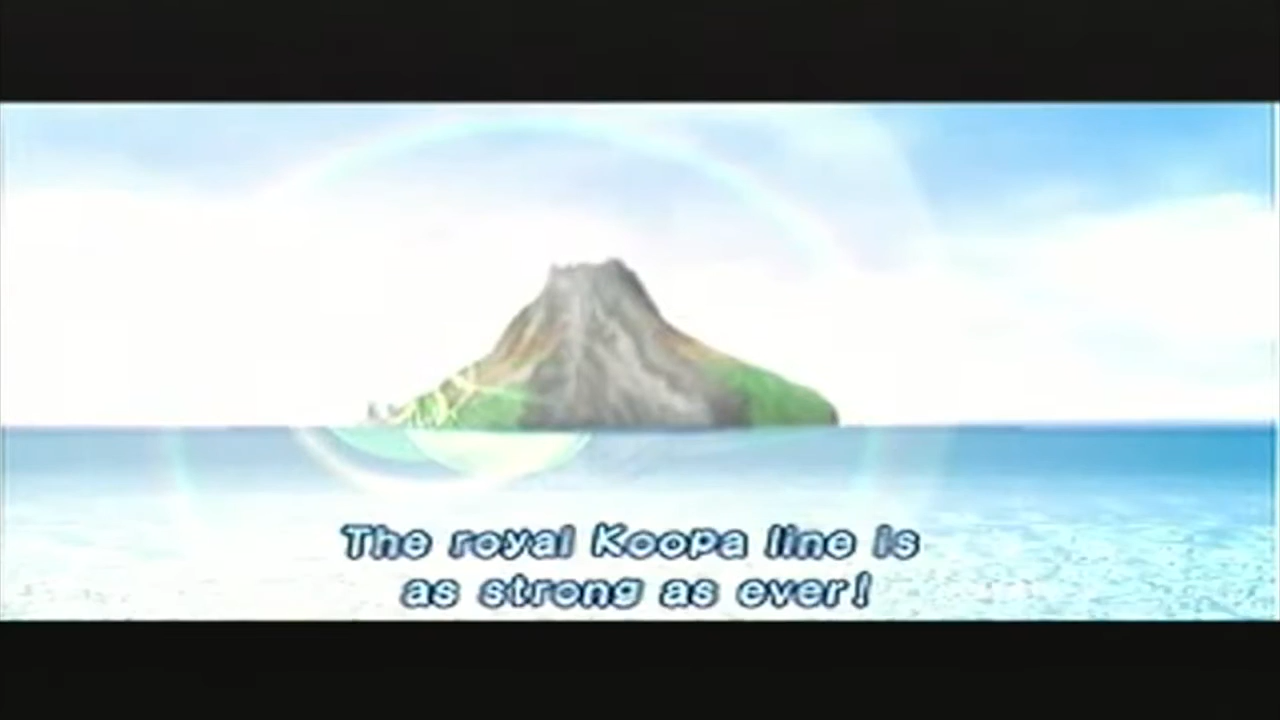 The royal Koopa line is
as strong as ever!